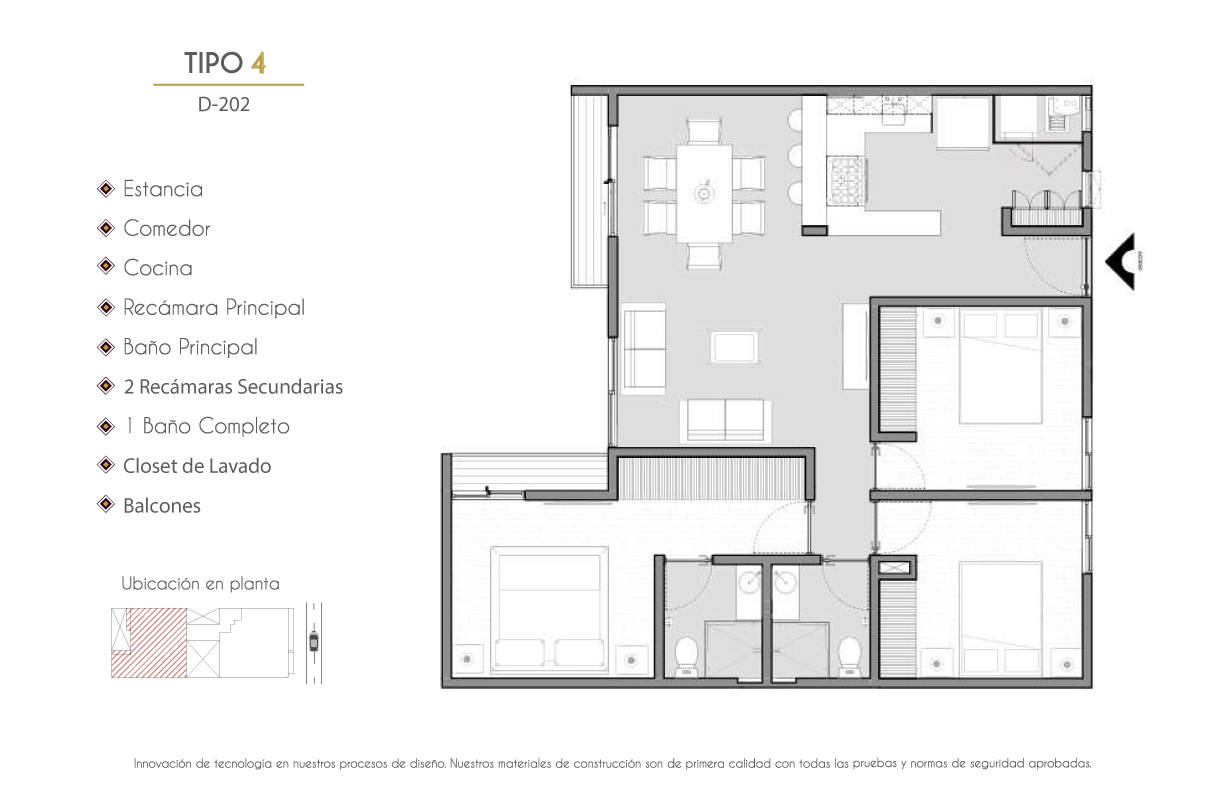 TIPO 4
D-202
Estancia
Comedor
Cocina
Recámara Principal
Baño Principal
2 Recámaras Secundarias
1 Baño Completo
Closet de Lavado
Balcones
Ubicación en planta
acceso
Innovación de tecnología en nuestros procesos de diseño. Nuestros materiales de construcción son de primera calidad con todas las pruebas y normas de seguridad aprobadas.